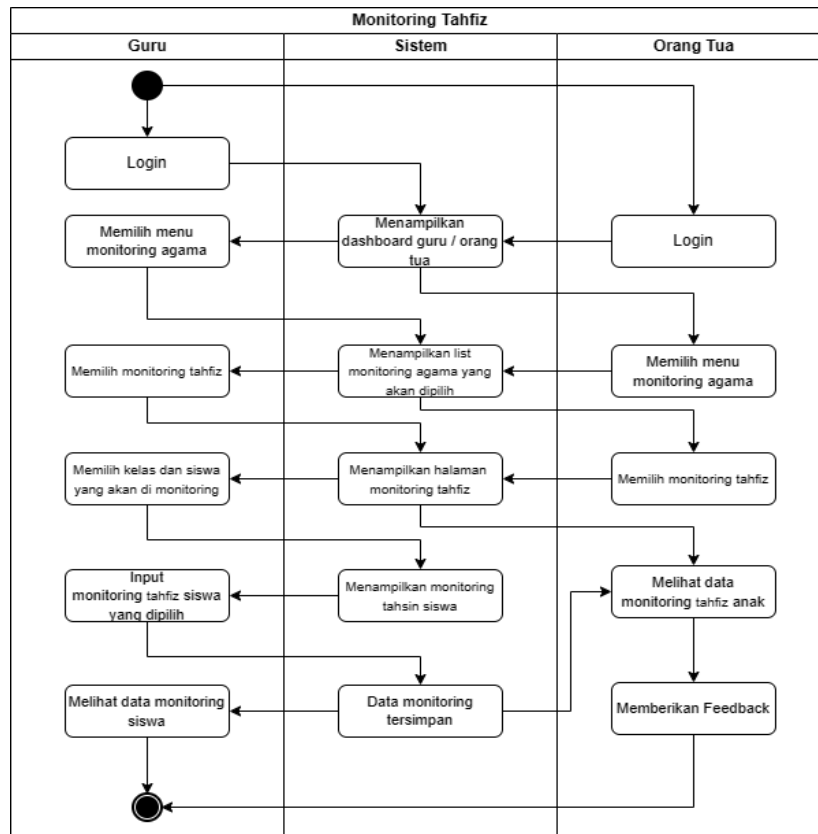 Monitoring Tahfiz
Guru
Sistem
Orang Tua
Login
Memilih menu
monitoring agama
Menampilkan
dashboard guru / orang
tua
Login
Memilih monitoring tahfiz
Menampilkan list
monitoring agama yang
akan dipilih
Memilih menu
monitoring agama
Memilih kelas dan siswa
yang akan di monitoring
Menampilkan halaman
monitoring tahfiz
Memilih monitoring tahfiz
Input
monitoring tahfiz siswa
yang dipilih
Menampilkan monitoring
tahsin siswa
Melihat data
monitoring tahfiz anak
Melihat data monitoring
siswa
Data monitoring
tersimpan
Memberikan Feedback